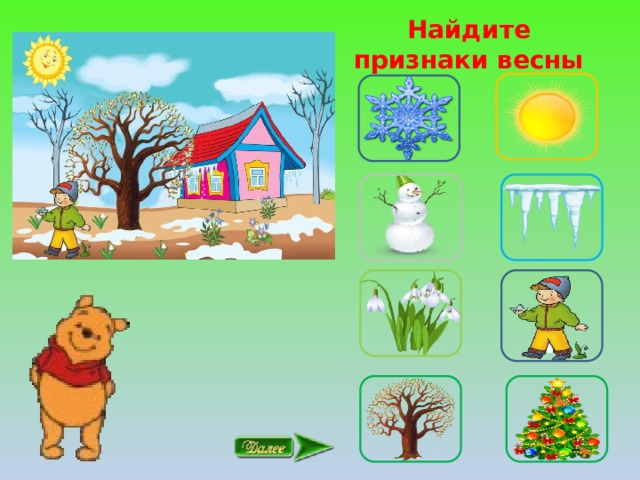 Найдите
признаки весны
Далее